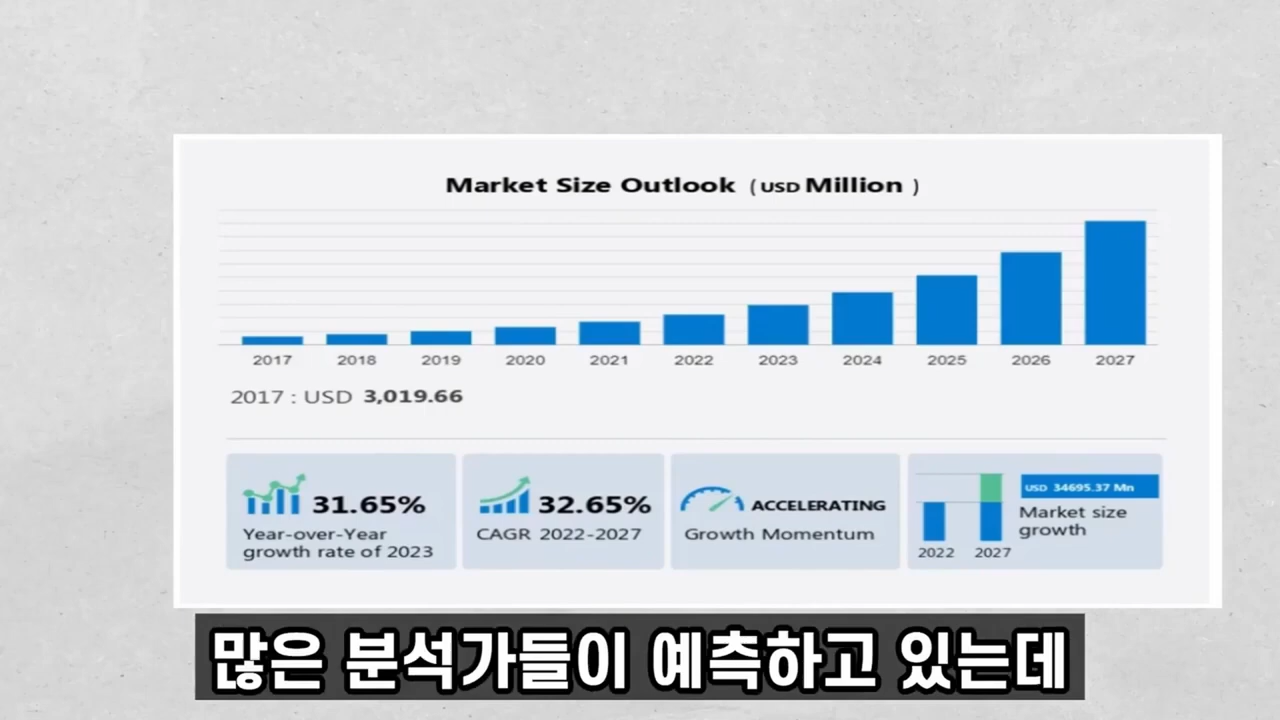 Market Size Outlook (USD Million)
2017 2018 2019 2020 2021 2022 2023 2024 2025 2026 2027
2017 : USD 3,019.66
31.65%
Year-over-Year
growth rate of 2023
32.65%
CAGR 2022-2027
ACCELERATING
Growth Momentum
USD 34695.37 Mn
Market size
growth
2022 2027
많은 분석가들이 예측하고 있는데